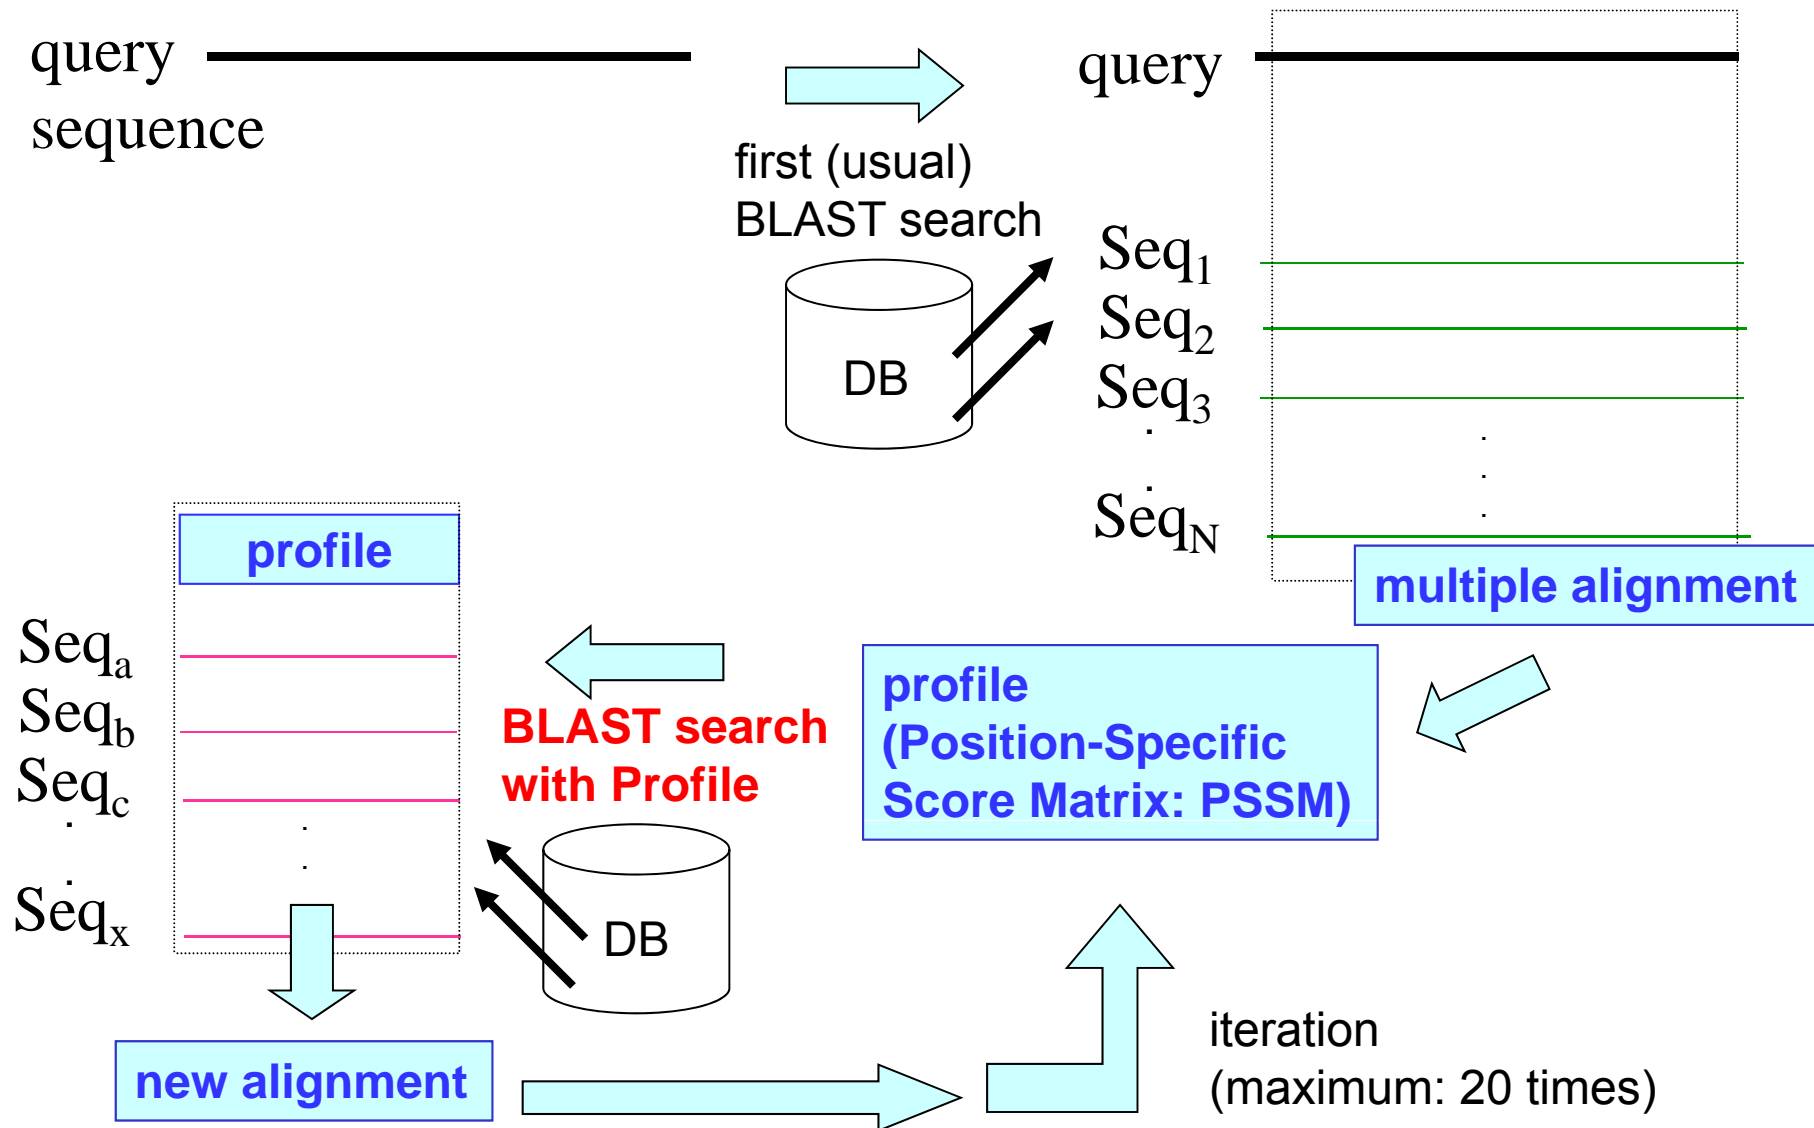 query
sequence
first (usual)
BLAST search
DB
query
Seq1
Seq2
Seq3
.
.
SeqN
.
.
.
multiple alignment
profile
(Position-Specific
Score Matrix: PSSM)
BLAST search
with Profile
DB
profile
Seqa
Seqb
Seqc
.
.
Seqx
.
.
new alignment
iteration
(maximum: 20 times)